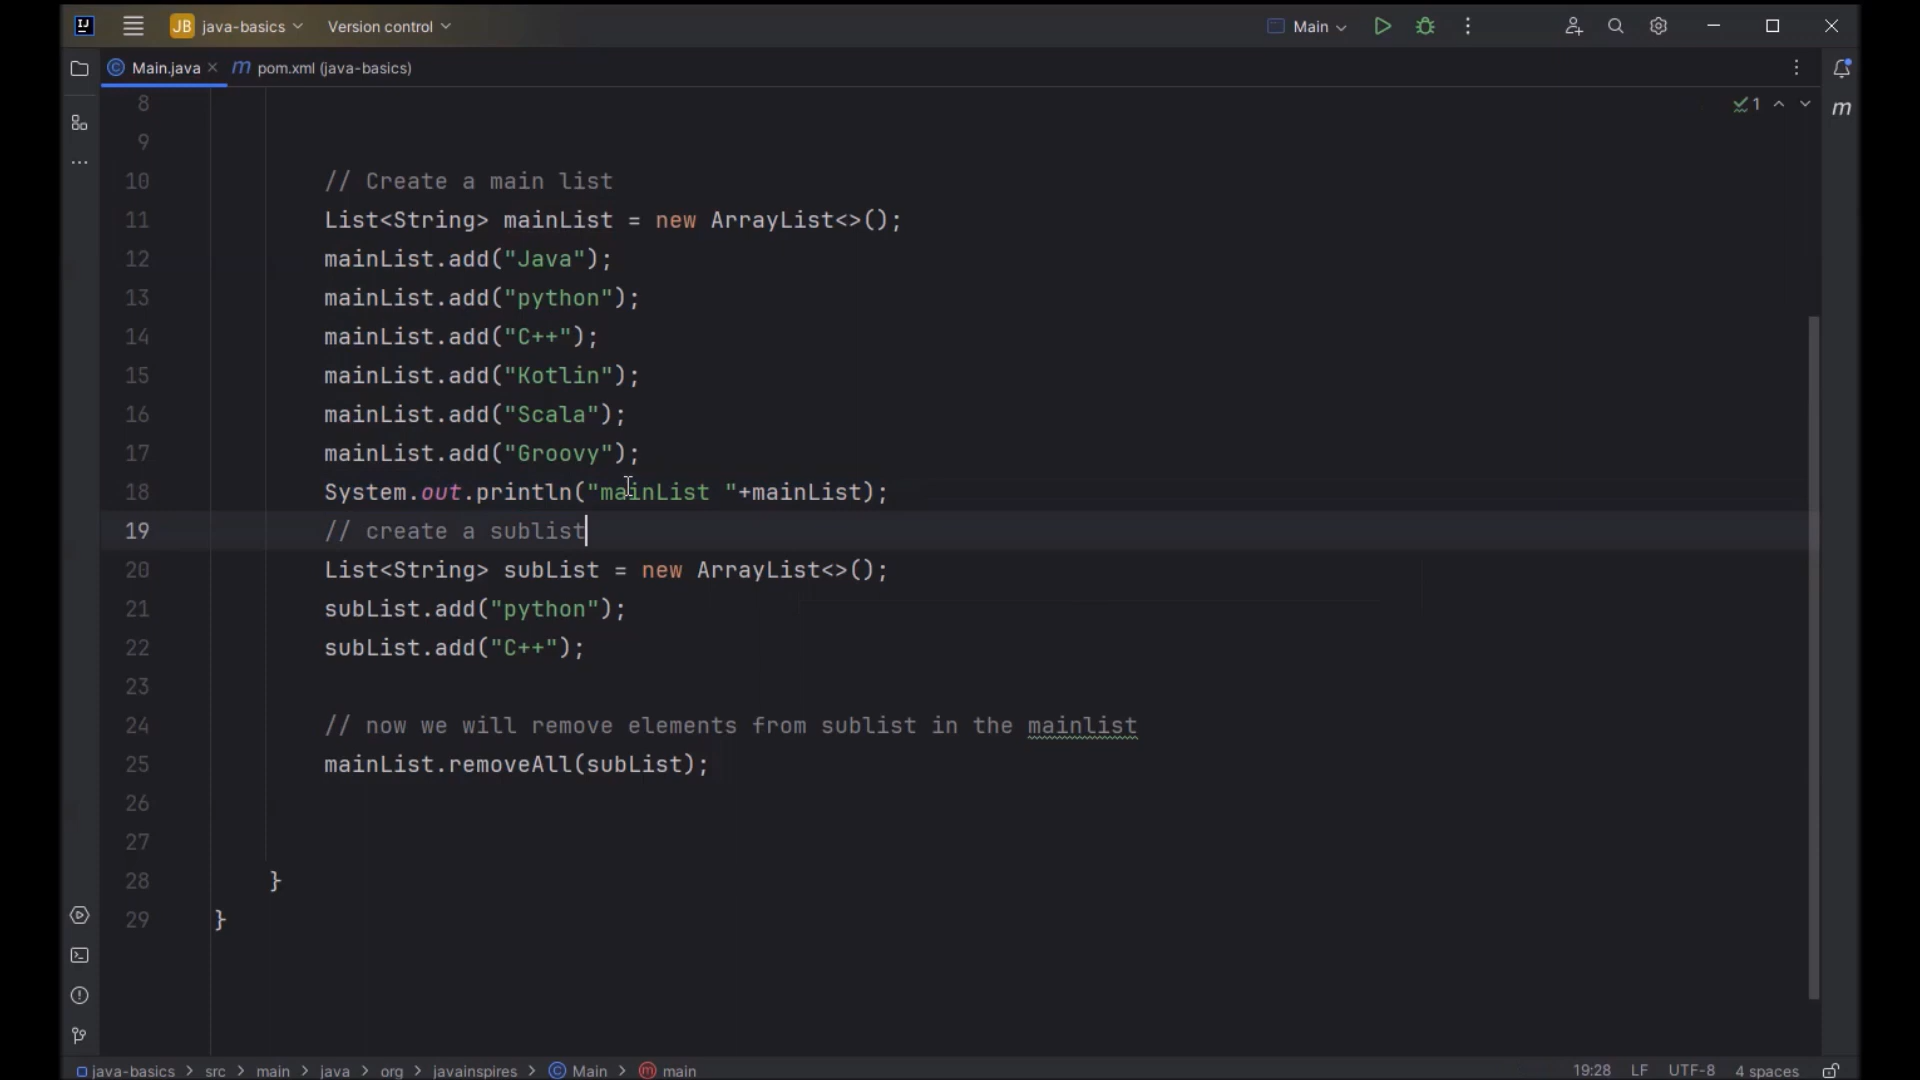 JB java-basics Version control Main
Main.java pom.xml (java-basics)
8
9
10 // Create a main list
11 List<String> mainList = new ArrayList<>();
12 mainList.add("Java");
13 mainList.add("python");
14 mainList.add("C++");
15 mainList.add("Kotlin");
16 mainList.add("Scala");
17 mainList.add("Groovy");
18 System.out.println("mainList "+mainList);
19 // create a sublist
20 List<String> subList = new ArrayList<>();
21 subList.add("python");
22 subList.add("C++");
23
24 // now we will remove elements from sublist in the mainlist
25 mainList.removeAll(subList);
26
27
28 }
29 }
1
java-basics > src > main > java > org > javainspires > Main > main 19:28 LF UTF-8 4 spaces